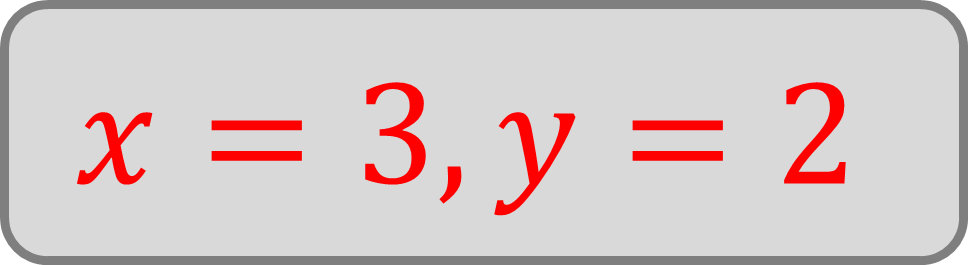 x = 3, y = 2